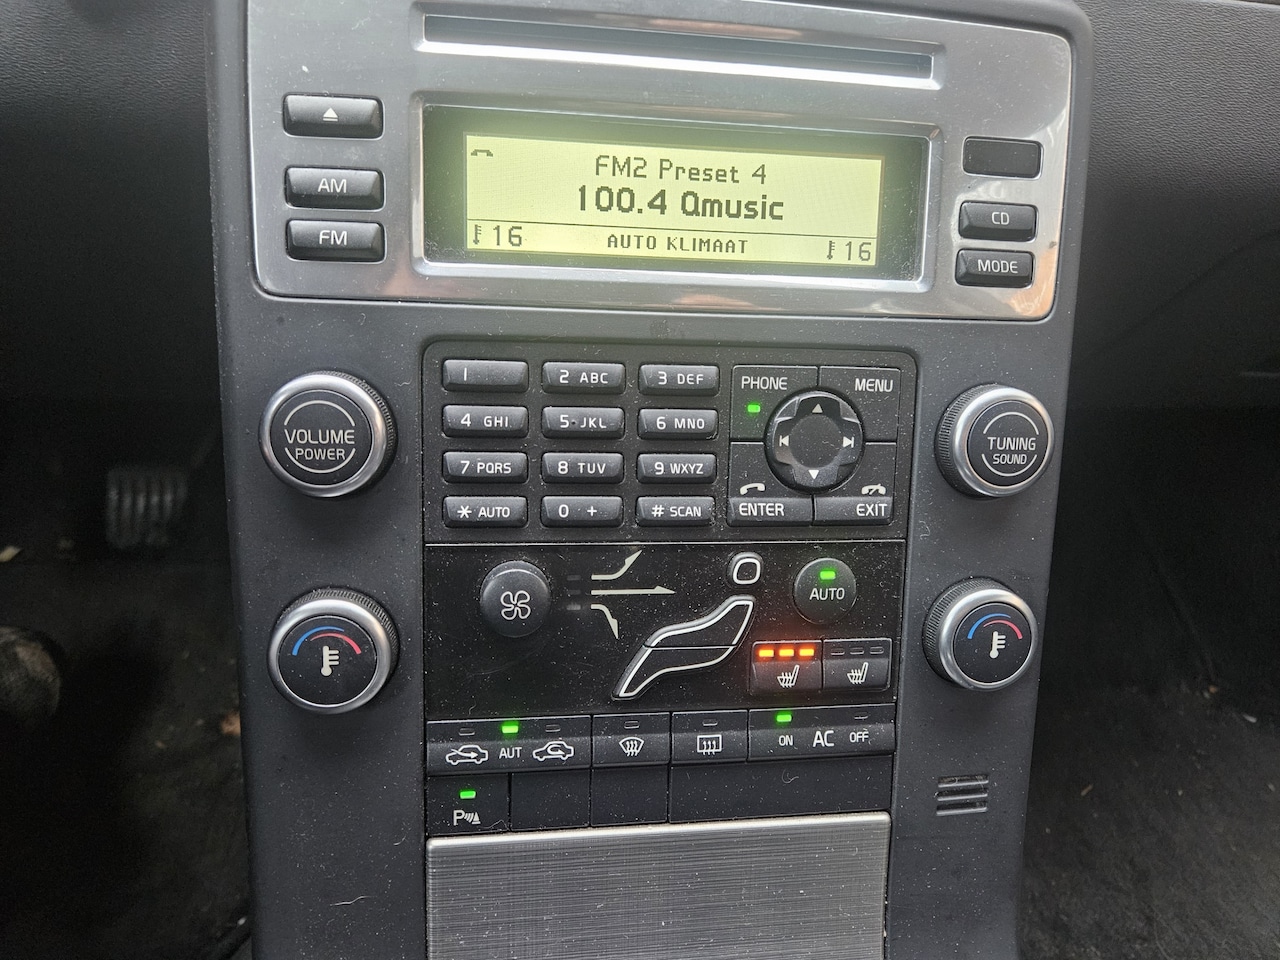 FM2 Preset 4
100.4 Qmusic
16 AUTO KLIMAAT 16
AM
FM
CD
MODE
VOLUME
POWER
1
2 ABC
3 DEF
4 GHI
5 JKL
6 MNO
7 PQRS
8 TUV
9 WXYZ
* AUTO
0 +
# SCAN
PHONE
MENU
ENTER
EXIT
TUNING
SOUND
AUTO
AUT
ON AC OFF
P